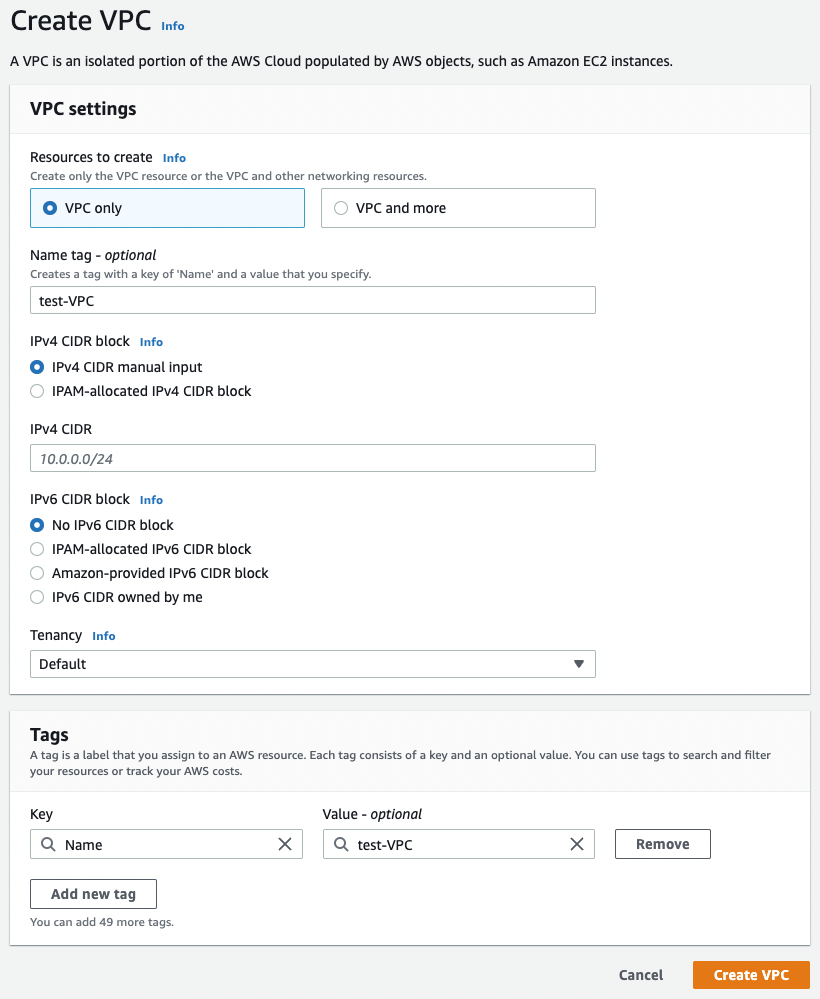 Create VPC Info
A VPC is an isolated portion of the AWS Cloud populated by AWS objects, such as Amazon EC2 instances.
VPC settings
Resources to create Info
Create only the VPC resource or the VPC and other networking resources.
VPC only
VPC and more
Name tag - optional
Creates a tag with a key of 'Name' and a value that you specify.
test-VPC
IPv4 CIDR block Info
IPv4 CIDR manual input
IPAM-allocated IPv4 CIDR block
IPv4 CIDR
10.0.0.0/24
IPv6 CIDR block Info
No IPv6 CIDR block
IPAM-allocated IPv6 CIDR block
Amazon-provided IPv6 CIDR block
IPv6 CIDR owned by me
Tenancy Info
Default
Tags
A tag is a label that you assign to an AWS resource. Each tag consists of a key and an optional value. You can use tags to search and filter
your resources or track your AWS costs.
Key
Value - optional
Name
test-VPC
Remove
Add new tag
You can add 49 more tags.
Cancel
Create VPC